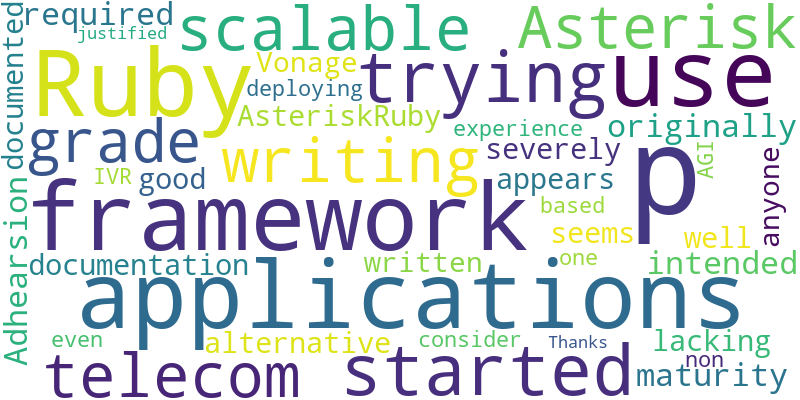 documented
required
justified
scalable
Asterisk
Ruby
Vonage
deploying
trying
use
AsteriskRuby
experience
originally
grade
writing
severely
AGI
anyone
IVR
good
appears
p
framework
based
seems
well
Adhearsion
documentation
written
one
intended
applications
even
alternative
consider
Thanks
lacking
non
telecom
started
maturity